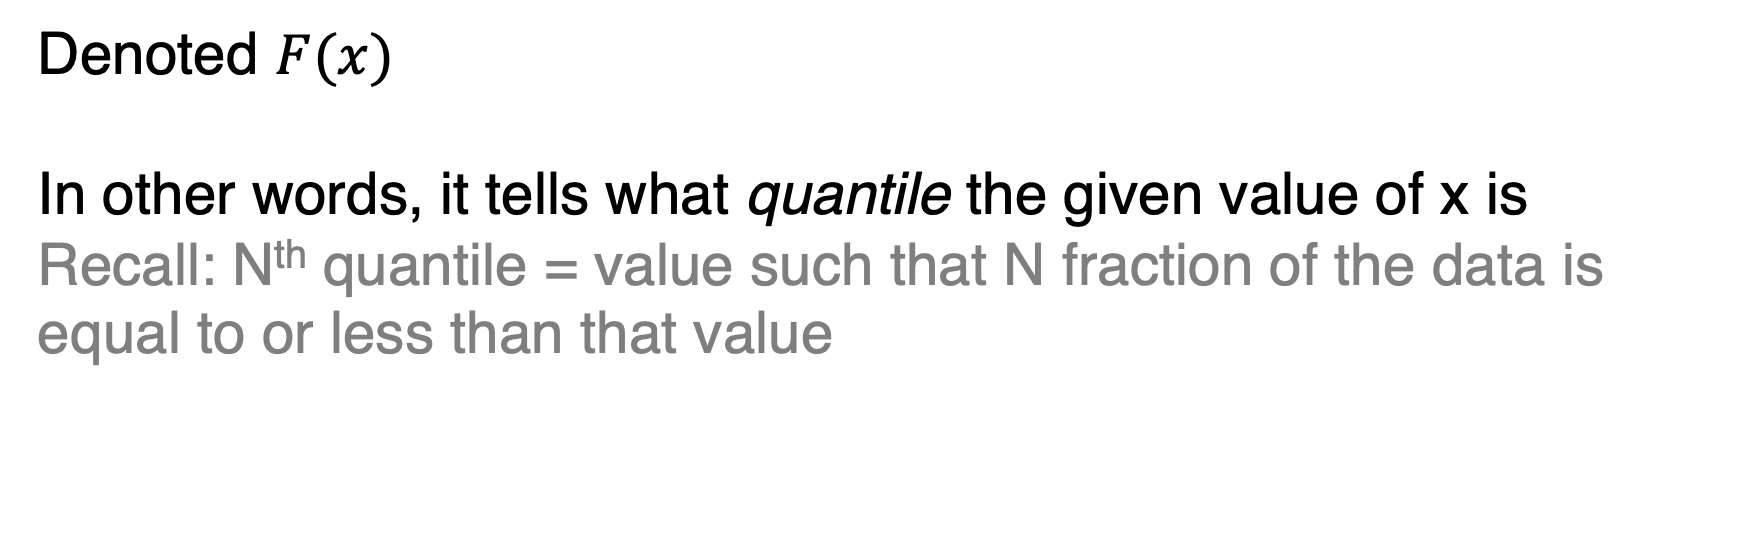 Denoted F(x)
In other words, it tells what quantile the given value of x is
Recall: Nth quantile = value such that N fraction of the data is
equal to or less than that value